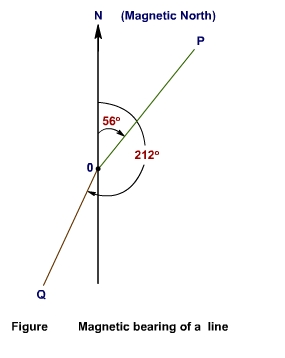 N (Magnetic North)
P
56°
212°
0
Q
Figure Magnetic bearing of a line